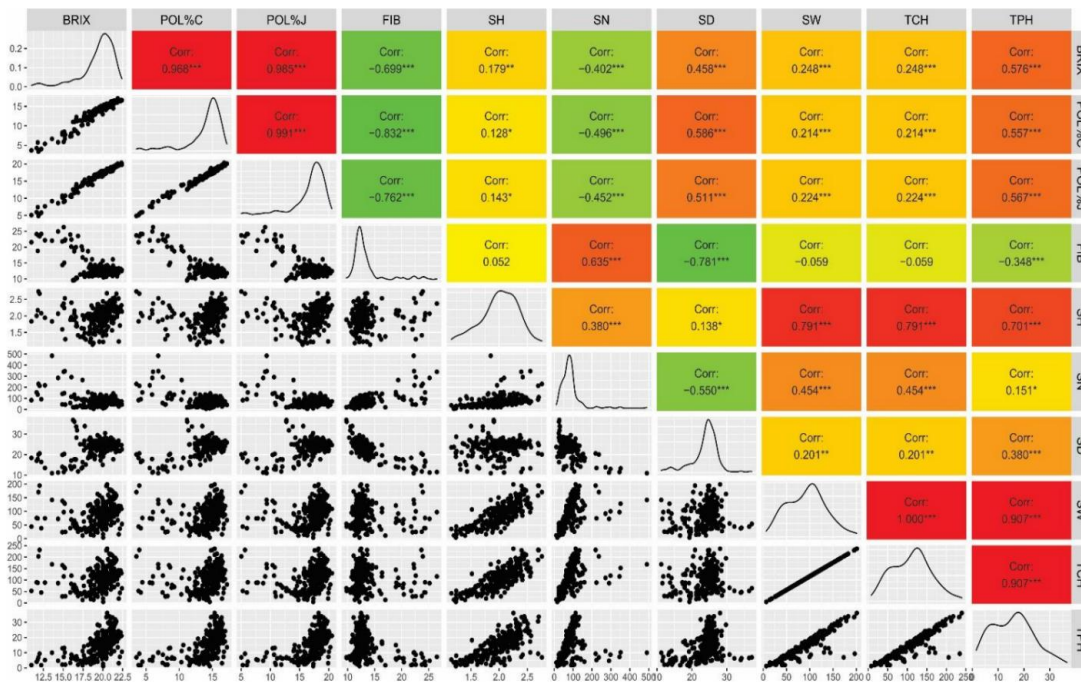 BRIX POL%C POL%J FIB SH SN SD SW TCH TPH
Corr: Corr: Corr: Corr: Corr: Corr: Corr: Corr: Corr:
0.968*** 0.985*** −0.699*** 0.179** −0.402*** 0.458*** 0.248*** 0.248*** 0.576***
BRIX
0.2
0.1
0.0
Corr: Corr: Corr: Corr: Corr: Corr: Corr: Corr:
0.991*** −0.832*** 0.128* −0.496*** 0.586*** 0.214*** 0.214*** 0.557***
POL%C
15
10
5
Corr: Corr: Corr: Corr: Corr: Corr: Corr:
−0.762*** 0.143* −0.452*** 0.511*** 0.224*** 0.224*** 0.567***
POL%J
20
15
10
5
Corr: Corr: Corr: Corr: Corr: Corr:
0.052 0.635*** −0.781*** −0.059 −0.059 −0.348***
FIB
25
20
15
10
Corr: Corr: Corr: Corr: Corr:
0.380*** 0.138* 0.791*** 0.791*** 0.701***
SH
2.5
2.0
1.5
Corr: Corr: Corr: Corr:
−0.550*** 0.454*** 0.454*** 0.151*
SN
500
400
300
200
100
0
Corr: Corr: Corr:
0.201** 0.201** 0.380***
SD
30
20
10
Corr: Corr:
1.000*** 0.907***
SW
200
150
100
50
0
Corr:
0.907***
TCH
250
200
150
100
50
0
TPH
30
20
10
0
12.5 15.0 17.5 20.0 22.5 5 10 15 5 10 15 20 10 15 20 25 1.5 2.0 2.5 0 100 200 300 400 500 10 20 30 0 50 100 150 200 0 50 100 150 200 250 0 10 20 30